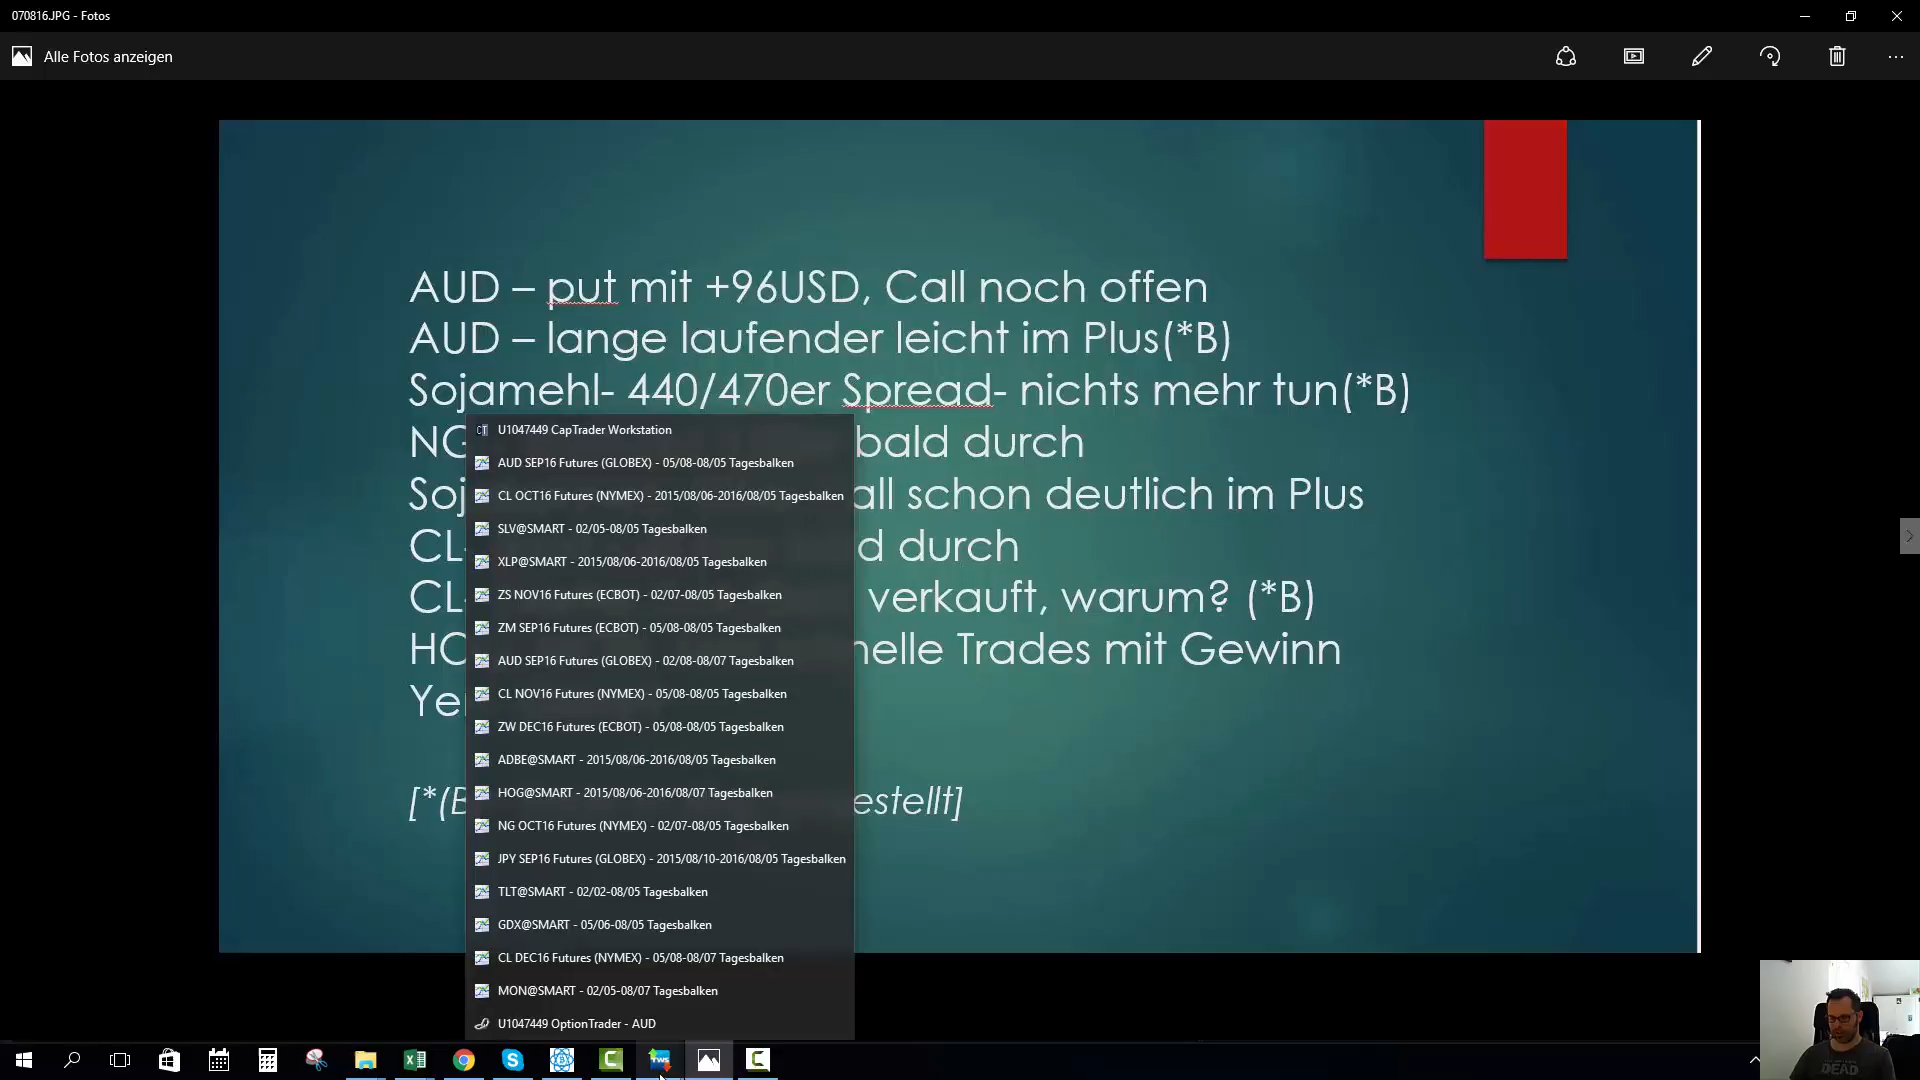 070816.JPG - Fotos
Alle Fotos anzeigen
AUD – put mit +96USD, Call noch offen
AUD – lange laufender leicht im Plus(*B)
Sojamehl- 440/470er Spread- nichts mehr tun(*B)
NG bald durch
Soj all schon deutlich im Plus
CL- d durch
CL- verkauft, warum? (*B)
HO nelle Trades mit Gewinn
Yen
[*(B estellt]
U1047449 CapTrader Workstation
AUD SEP16 Futures (GLOBEX) - 05/08-08/05 Tagesbalken
CL OCT16 Futures (NYMEX) - 2015/08/06-2016/08/05 Tagesbalken
SLV@SMART - 02/05-08/05 Tagesbalken
XLP@SMART - 2015/08/06-2016/08/05 Tagesbalken
ZS NOV16 Futures (ECBOT) - 02/07-08/05 Tagesbalken
ZM SEP16 Futures (ECBOT) - 05/08-08/05 Tagesbalken
AUD SEP16 Futures (GLOBEX) - 02/08-08/07 Tagesbalken
CL NOV16 Futures (NYMEX) - 05/08-08/05 Tagesbalken
ZW DEC16 Futures (ECBOT) - 05/08-08/05 Tagesbalken
ADBE@SMART - 2015/08/06-2016/08/05 Tagesbalken
HOG@SMART - 2015/08/06-2016/08/07 Tagesbalken
NG OCT16 Futures (NYMEX) - 02/07-08/05 Tagesbalken
JPY SEP16 Futures (GLOBEX) - 2015/08/10-2016/08/05 Tagesbalken
TLT@SMART - 02/02-08/05 Tagesbalken
GDX@SMART - 05/06-08/05 Tagesbalken
CL DEC16 Futures (NYMEX) - 05/08-08/07 Tagesbalken
MON@SMART - 02/05-08/07 Tagesbalken
U1047449 OptionTrader - AUD
TWS
DEAD